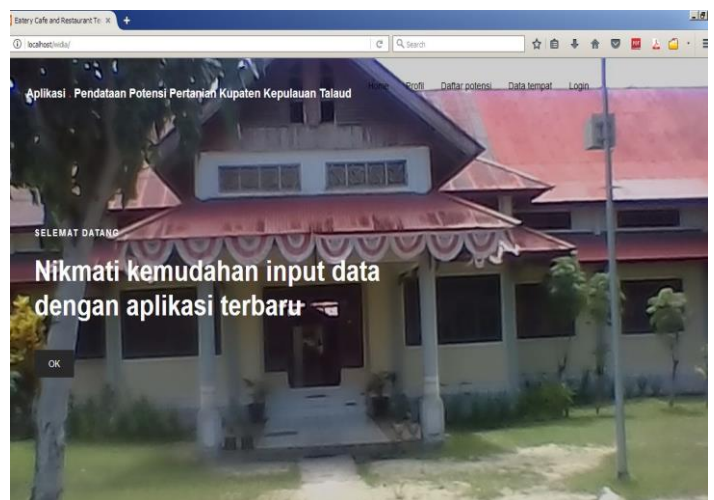 Eatery Cafe and Restaurant Te
localhost/widia/
Search
Home Profil Daftar potensi Data tempat Login
Aplikasi . Pendataan Potensi Pertanian Kupaten Kepulauan Talaud
SELEMAT DATANG
Nikmati kemudahan input data
dengan aplikasi terbaru
OK